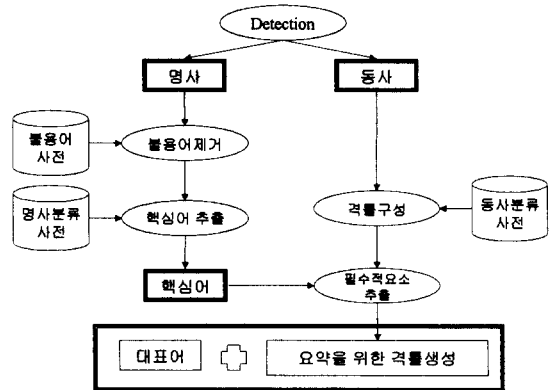 Detection
명사
동사
불용어
사전
불용어제거
명사분류
사전
핵심어 추출
격틀구성
동사분류
사전
핵심어
필수적요소
추출
대표어
요약을 위한 격틀생성